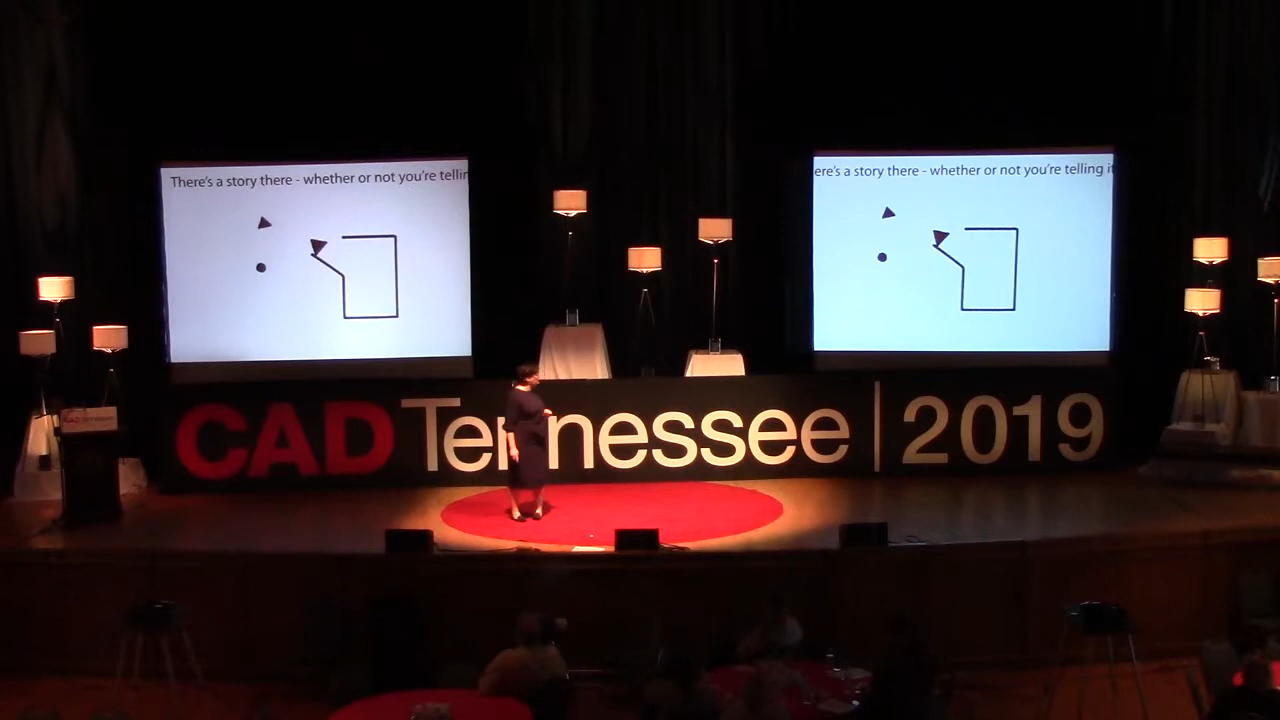 There's a story there - whether or not you're tellin
ere's a story there - whether or not you're telling it
CAD Tennessee | 2019